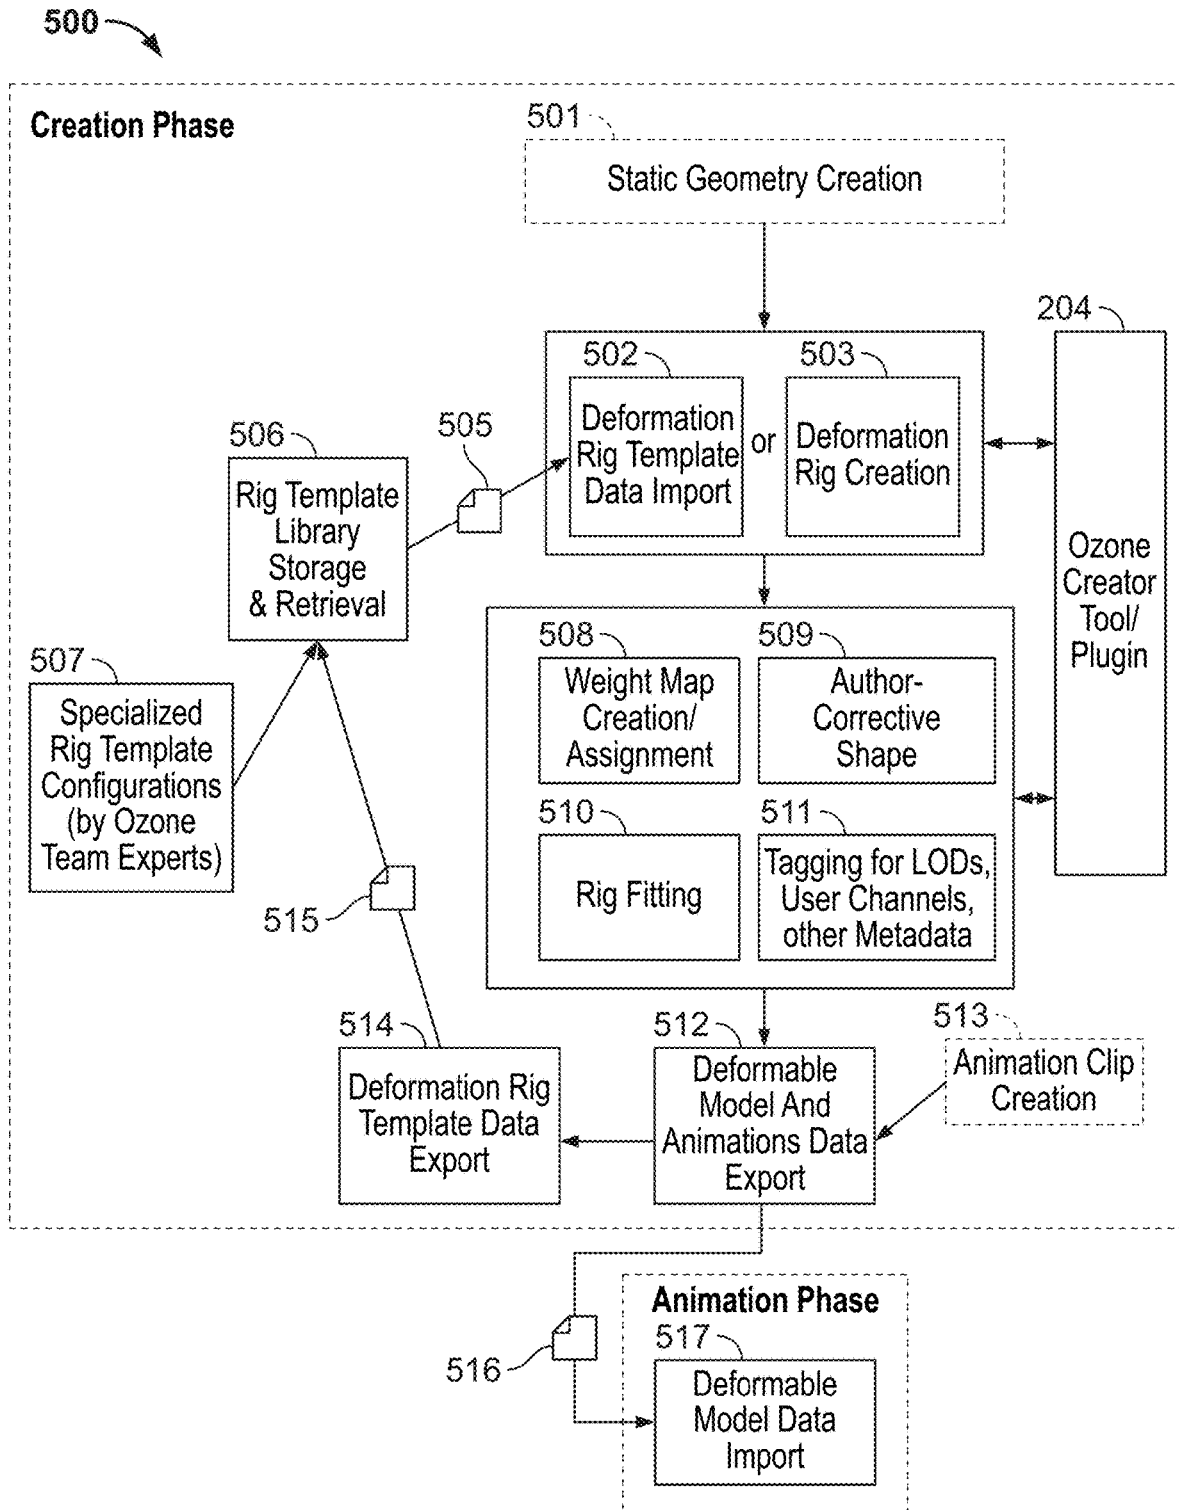 500
Creation Phase
501
Static Geometry Creation
204
502
503
Deformation
Rig Template
Data Import
or
Deformation
Rig Creation
505
506
Rig Template
Library
Storage
& Retrieval
Ozone
Creator
Tool/
Plugin
507
Specialized
Rig Template
Configurations
(by Ozone
Team Experts)
508
Weight Map
Creation/
Assignment
509
Author-
Corrective
Shape
510
Rig Fitting
511
Tagging for LODs,
User Channels,
other Metadata
515
514
Deformation Rig
Template Data
Export
512
Deformable
Model And
Animations Data
Export
513
Animation Clip
Creation
Animation Phase
516
517
Deformable
Model Data
Import